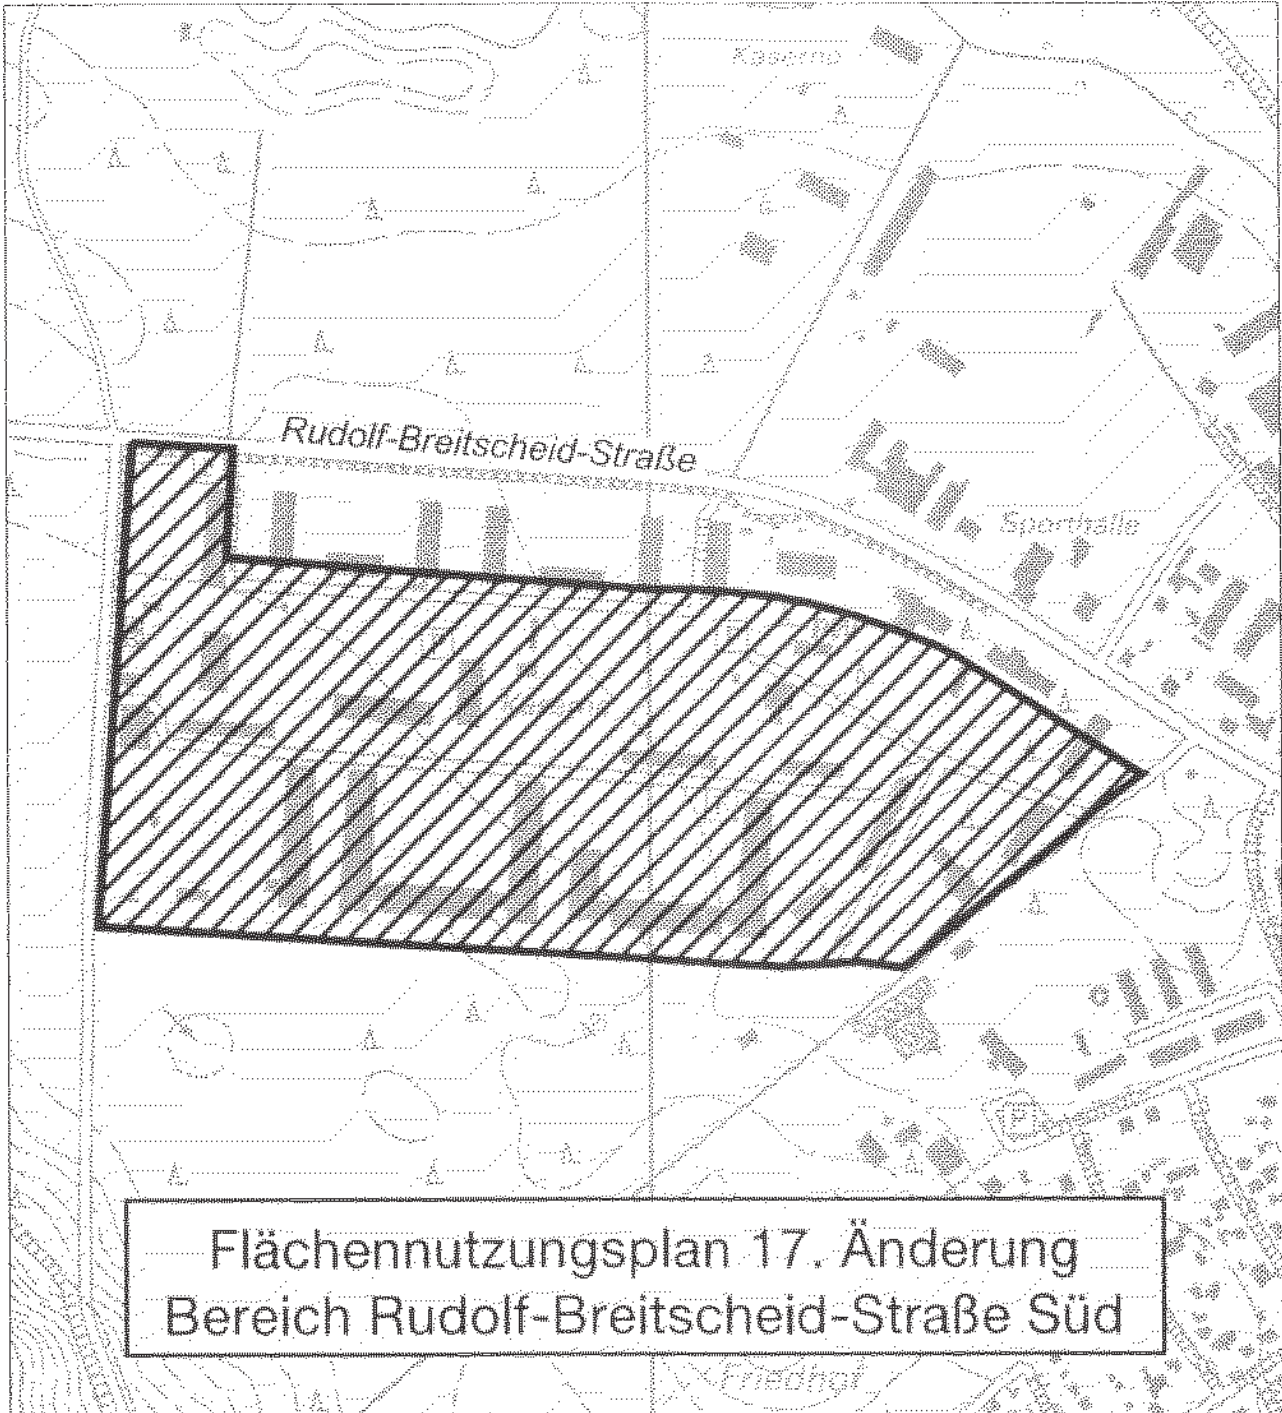 Kaserne
Rudolf-Breitscheid-Straße
Sporthalle
P
Flächennutzungsplan 17. Änderung
Bereich Rudolf-Breitscheid-Straße Süd
Friedhof